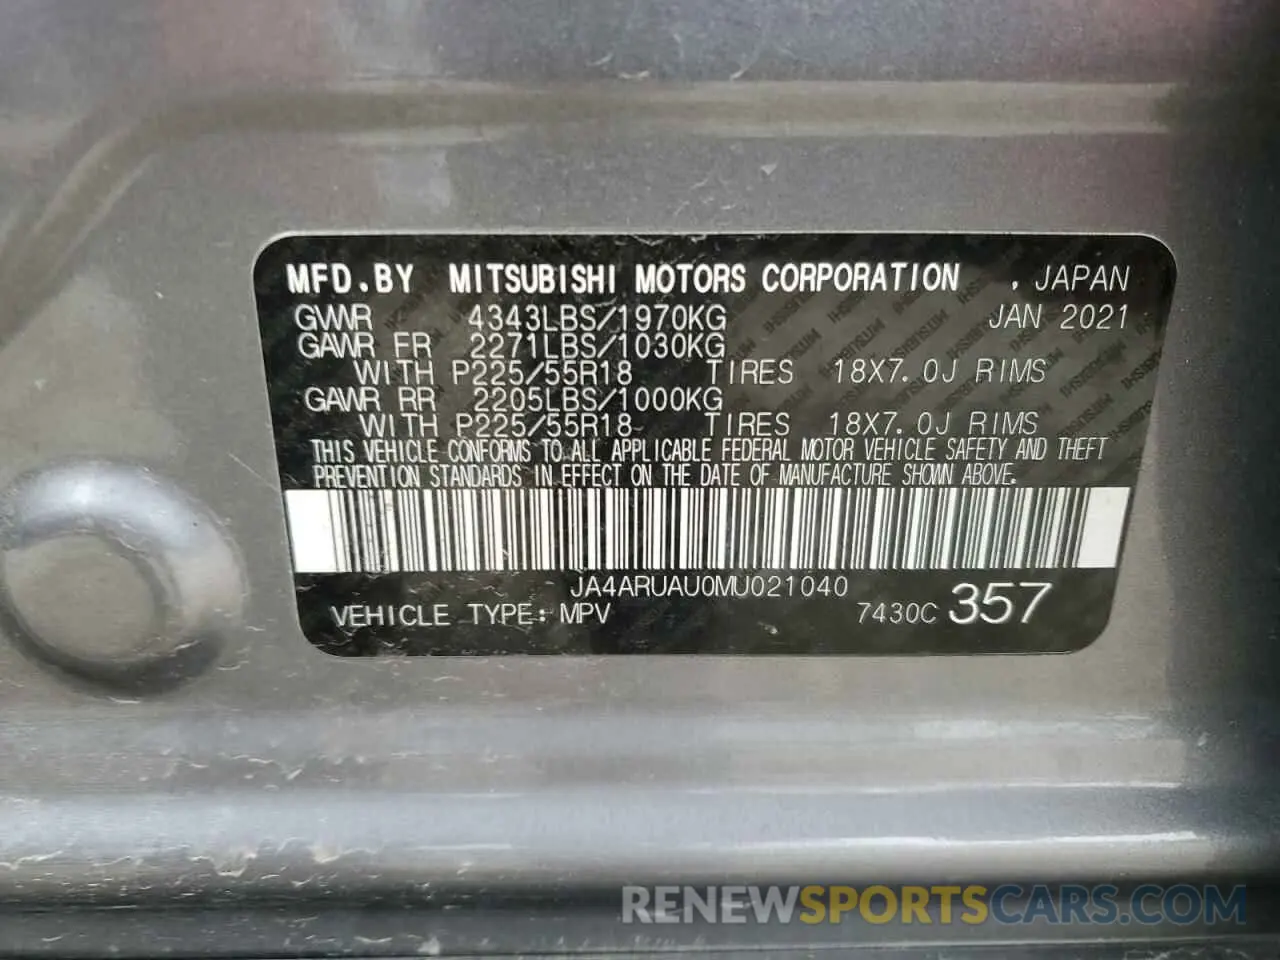 MFD.BY MITSUBISHI MOTORS CORPORATION , JAPAN
GVWR 4343LBS/1970KG JAN 2021
GAWR FR 2271LBS/1030KG
WITH P225/55R18 TIRES 18X7.0J RIMS
GAWR RR 2205LBS/1000KG
WITH P225/55R18 TIRES 18X7.0J RIMS
THIS VEHICLE CONFORMS TO ALL APPLICABLE FEDERAL MOTOR VEHICLE SAFETY AND THEFT
PREVENTION STANDARDS IN EFFECT ON THE DATE OF MANUFACTURE SHOWN ABOVE.
JA4ARUAU0MU021040
VEHICLE TYPE: MPV 7430C 357
RENEWSPORTSCARS.COM